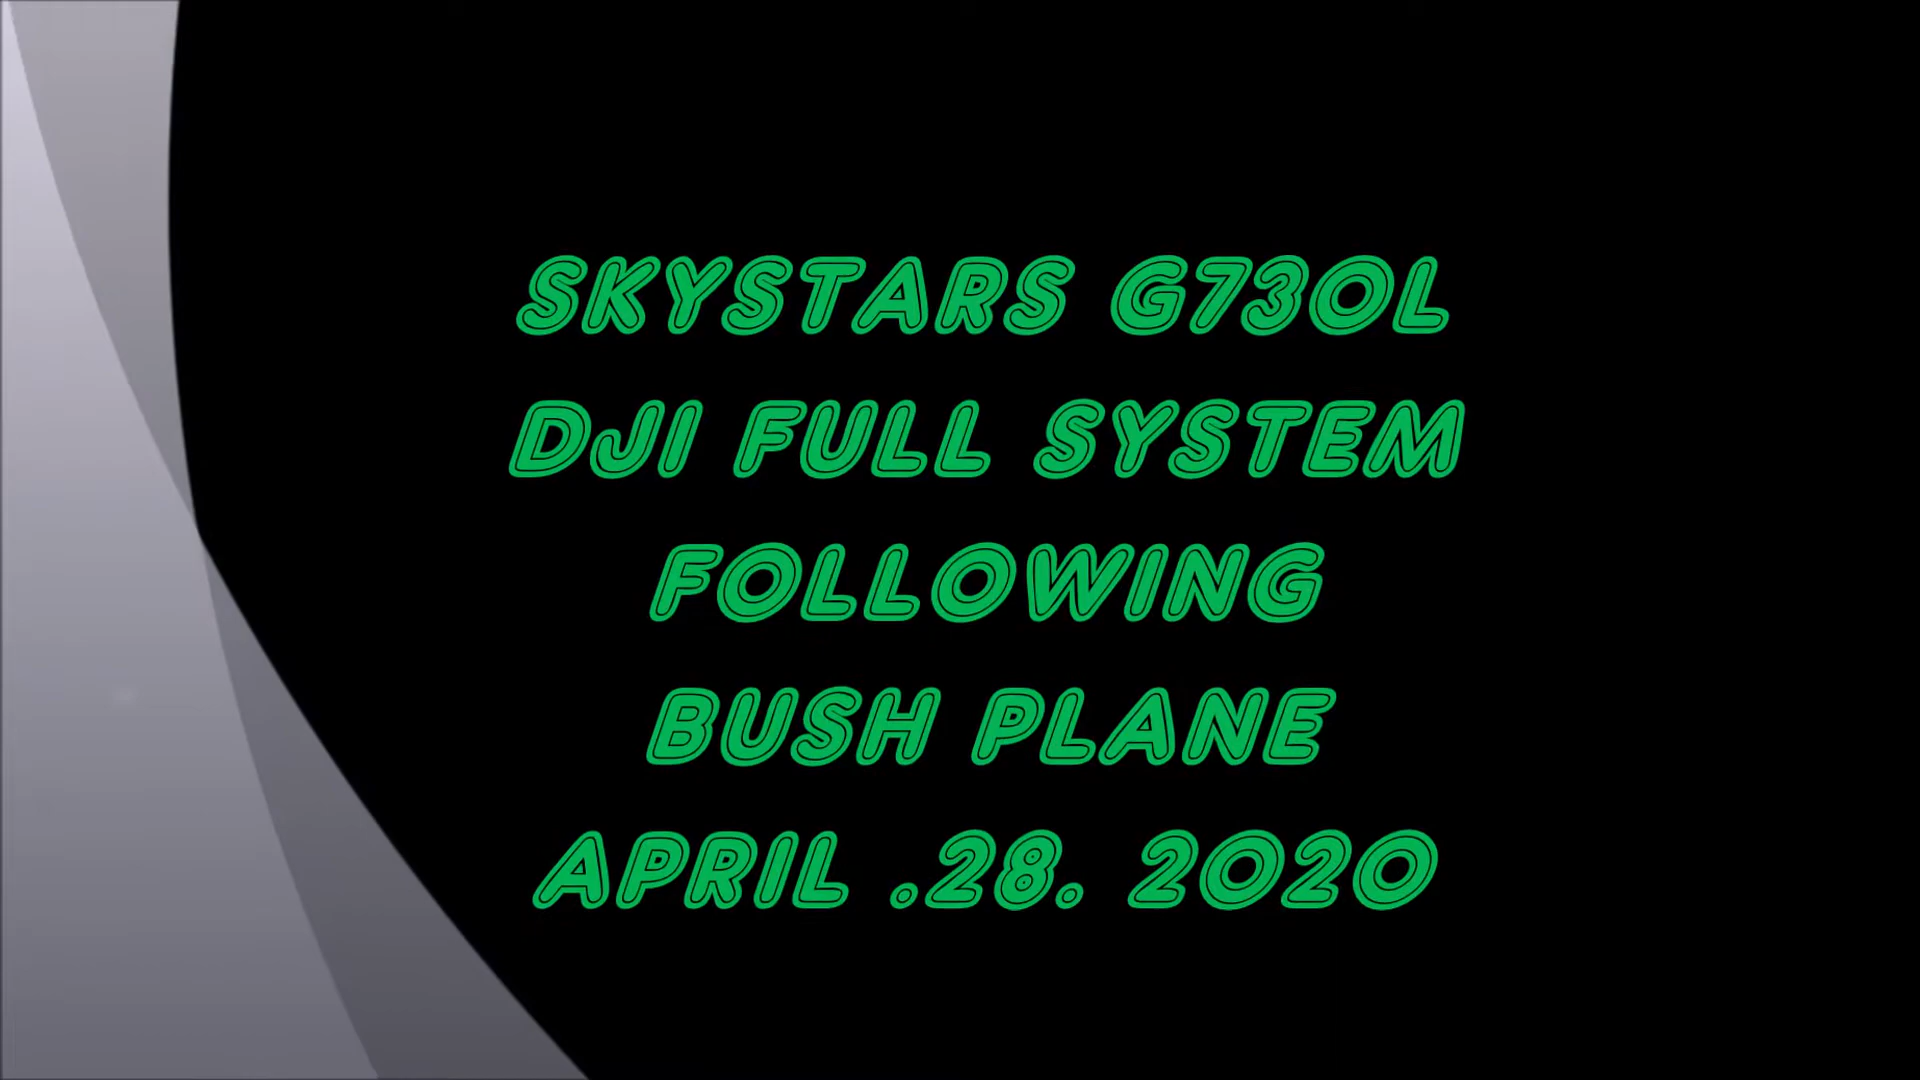 SKYSTARS G730L
DJI FULL SYSTEM
FOLLOWING
BUSH PLANE
APRIL .28. 2020